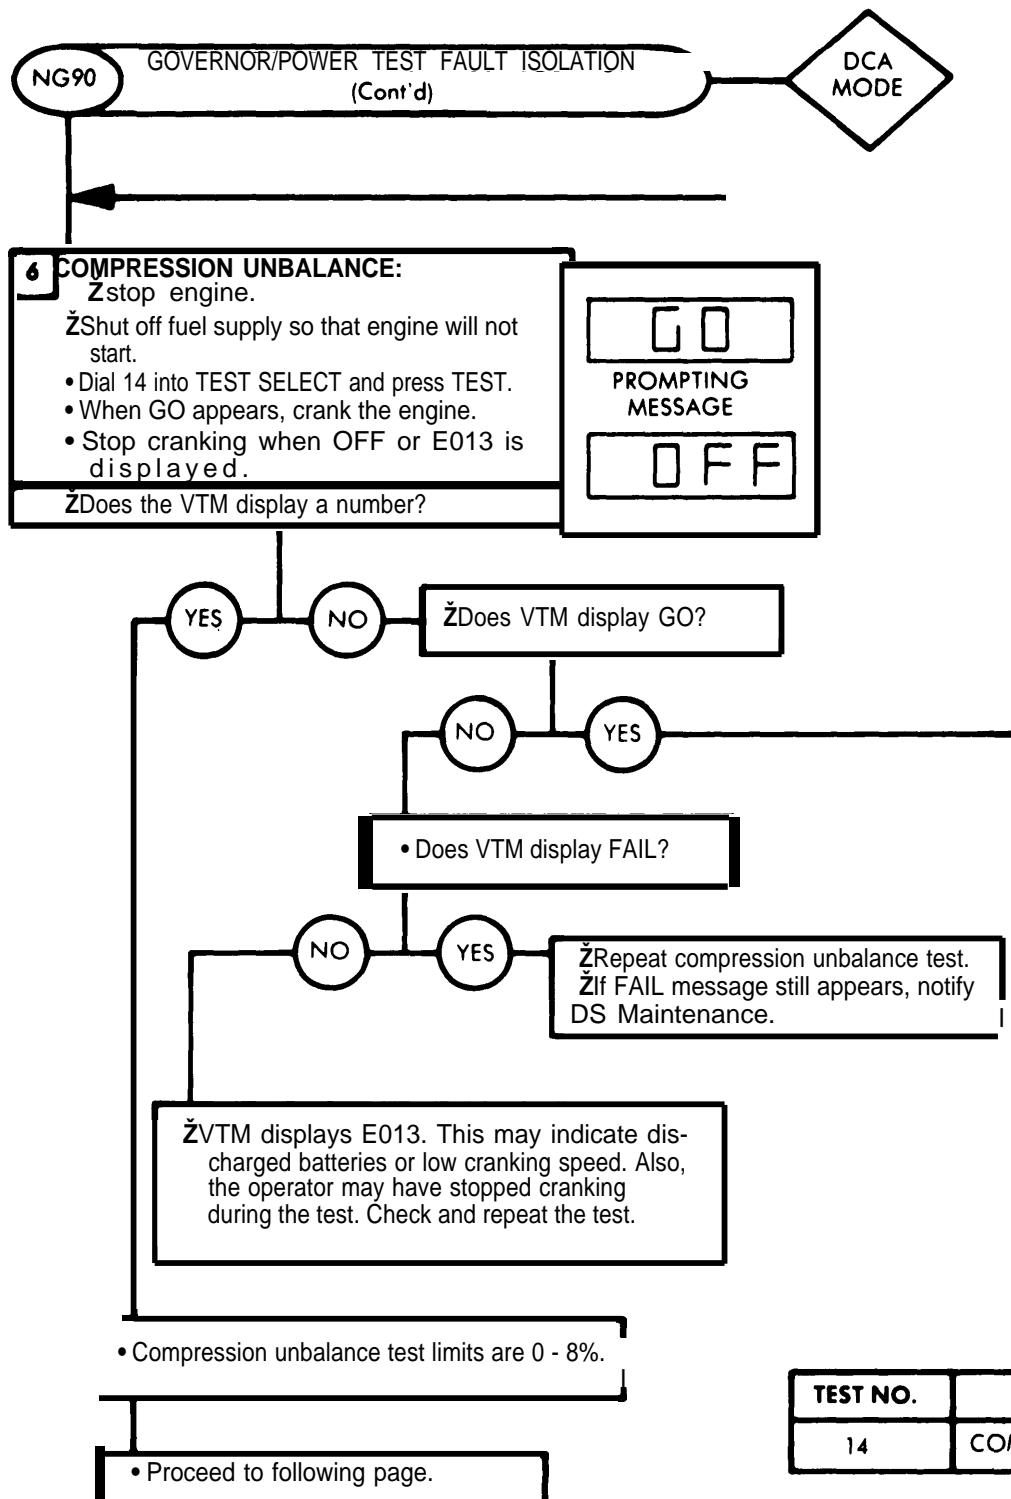 NG90
GOVERNOR/POWER TEST FAULT ISOLATION
(Cont'd)
DCA
MODE
6 COMPRESSION UNBALANCE:
Žstop engine.
ŽShut off fuel supply so that engine will not
start.
• Dial 14 into TEST SELECT and press TEST.
• When GO appears, crank the engine.
• Stop cranking when OFF or E013 is
displayed.
ŽDoes the VTM display a number?
GO
PROMPTING
MESSAGE
OFF
YES
NO
ŽDoes VTM display GO?
NO
YES
• Does VTM display FAIL?
NO
YES
ŽRepeat compression unbalance test.
ŽIf FAIL message still appears, notify
DS Maintenance.
ŽVTM displays E013. This may indicate dis-
charged batteries or low cranking speed. Also,
the operator may have stopped cranking
during the test. Check and repeat the test.
• Compression unbalance test limits are 0 - 8%.
TEST NO.
14 COM
• Proceed to following page.